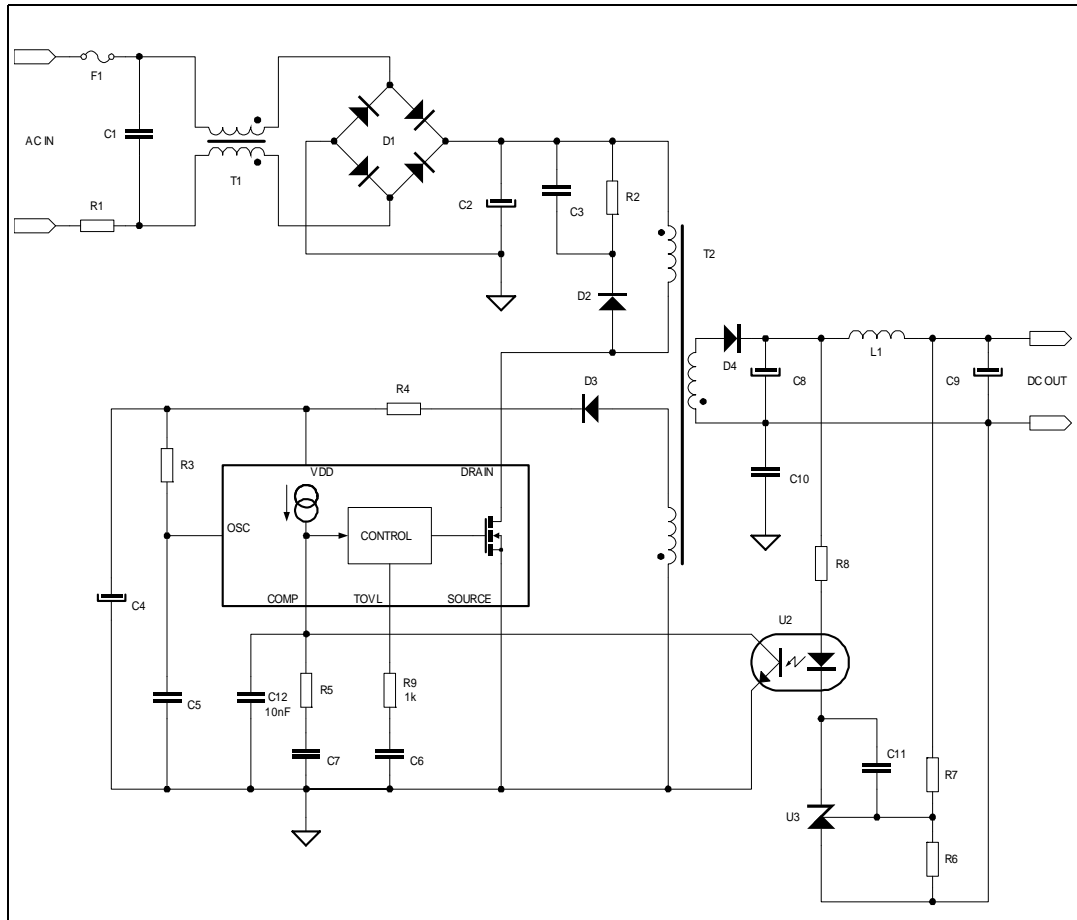 F1
C1
AC IN
T1
D1
R1
C2
C3
R2
T2
D2
D4
C8
L1
C9
DC OUT
R4
D3
R3
VDD
DRAIN
C10
OSC
CONTROL
R8
C4
COMP
TOVL
SOURCE
U2
C5
C12
10nF
R5
R9
1k
C7
C6
C11
R7
U3
R6